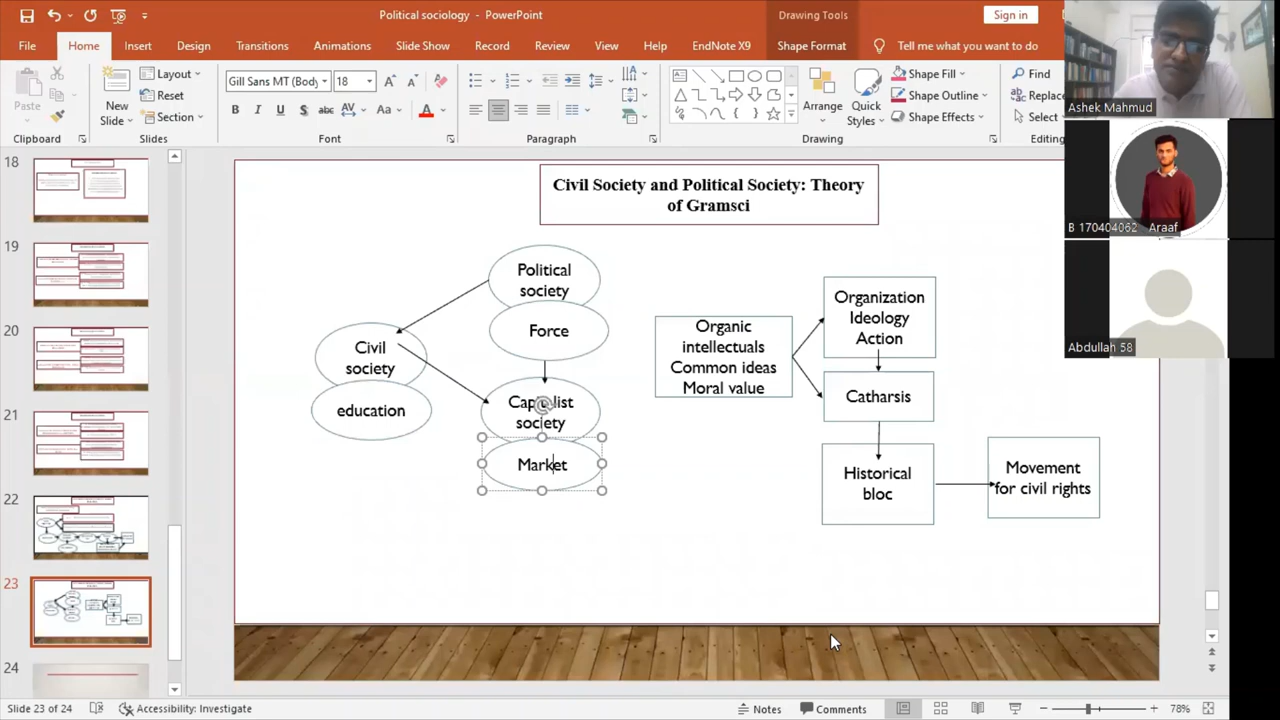 Political sociology - PowerPoint
Drawing Tools
Sign in
File
Home
Insert
Design
Transitions
Animations
Slide Show
Record
Review
View
Help
EndNote X9
Shape Format
Tell me what you want to do
Paste
Clipboard
New
Slide
Layout
Reset
Section
Slides
Gill Sans MT (Body)
18
B I U S abc AV Aa A
Font
Paragraph
Arrange
Quick
Styles
Shape Fill
Shape Outline
Shape Effects
Drawing
Find
Replace
Select
Editing
Ashek Mahmud
B 170404062 Araaf
Abdullah 58
18
19
20
21
22
23
24
Civil Society and Political Society: Theory
of Gramsci
Political
society
Force
Civil
society
education
Capitalist
society
Market
Organic
intellectuals
Common ideas
Moral value
Organization
Ideology
Action
Catharsis
Historical
bloc
Movement
for civil rights
Slide 23 of 24
Accessibility: Investigate
Notes
Comments
78%